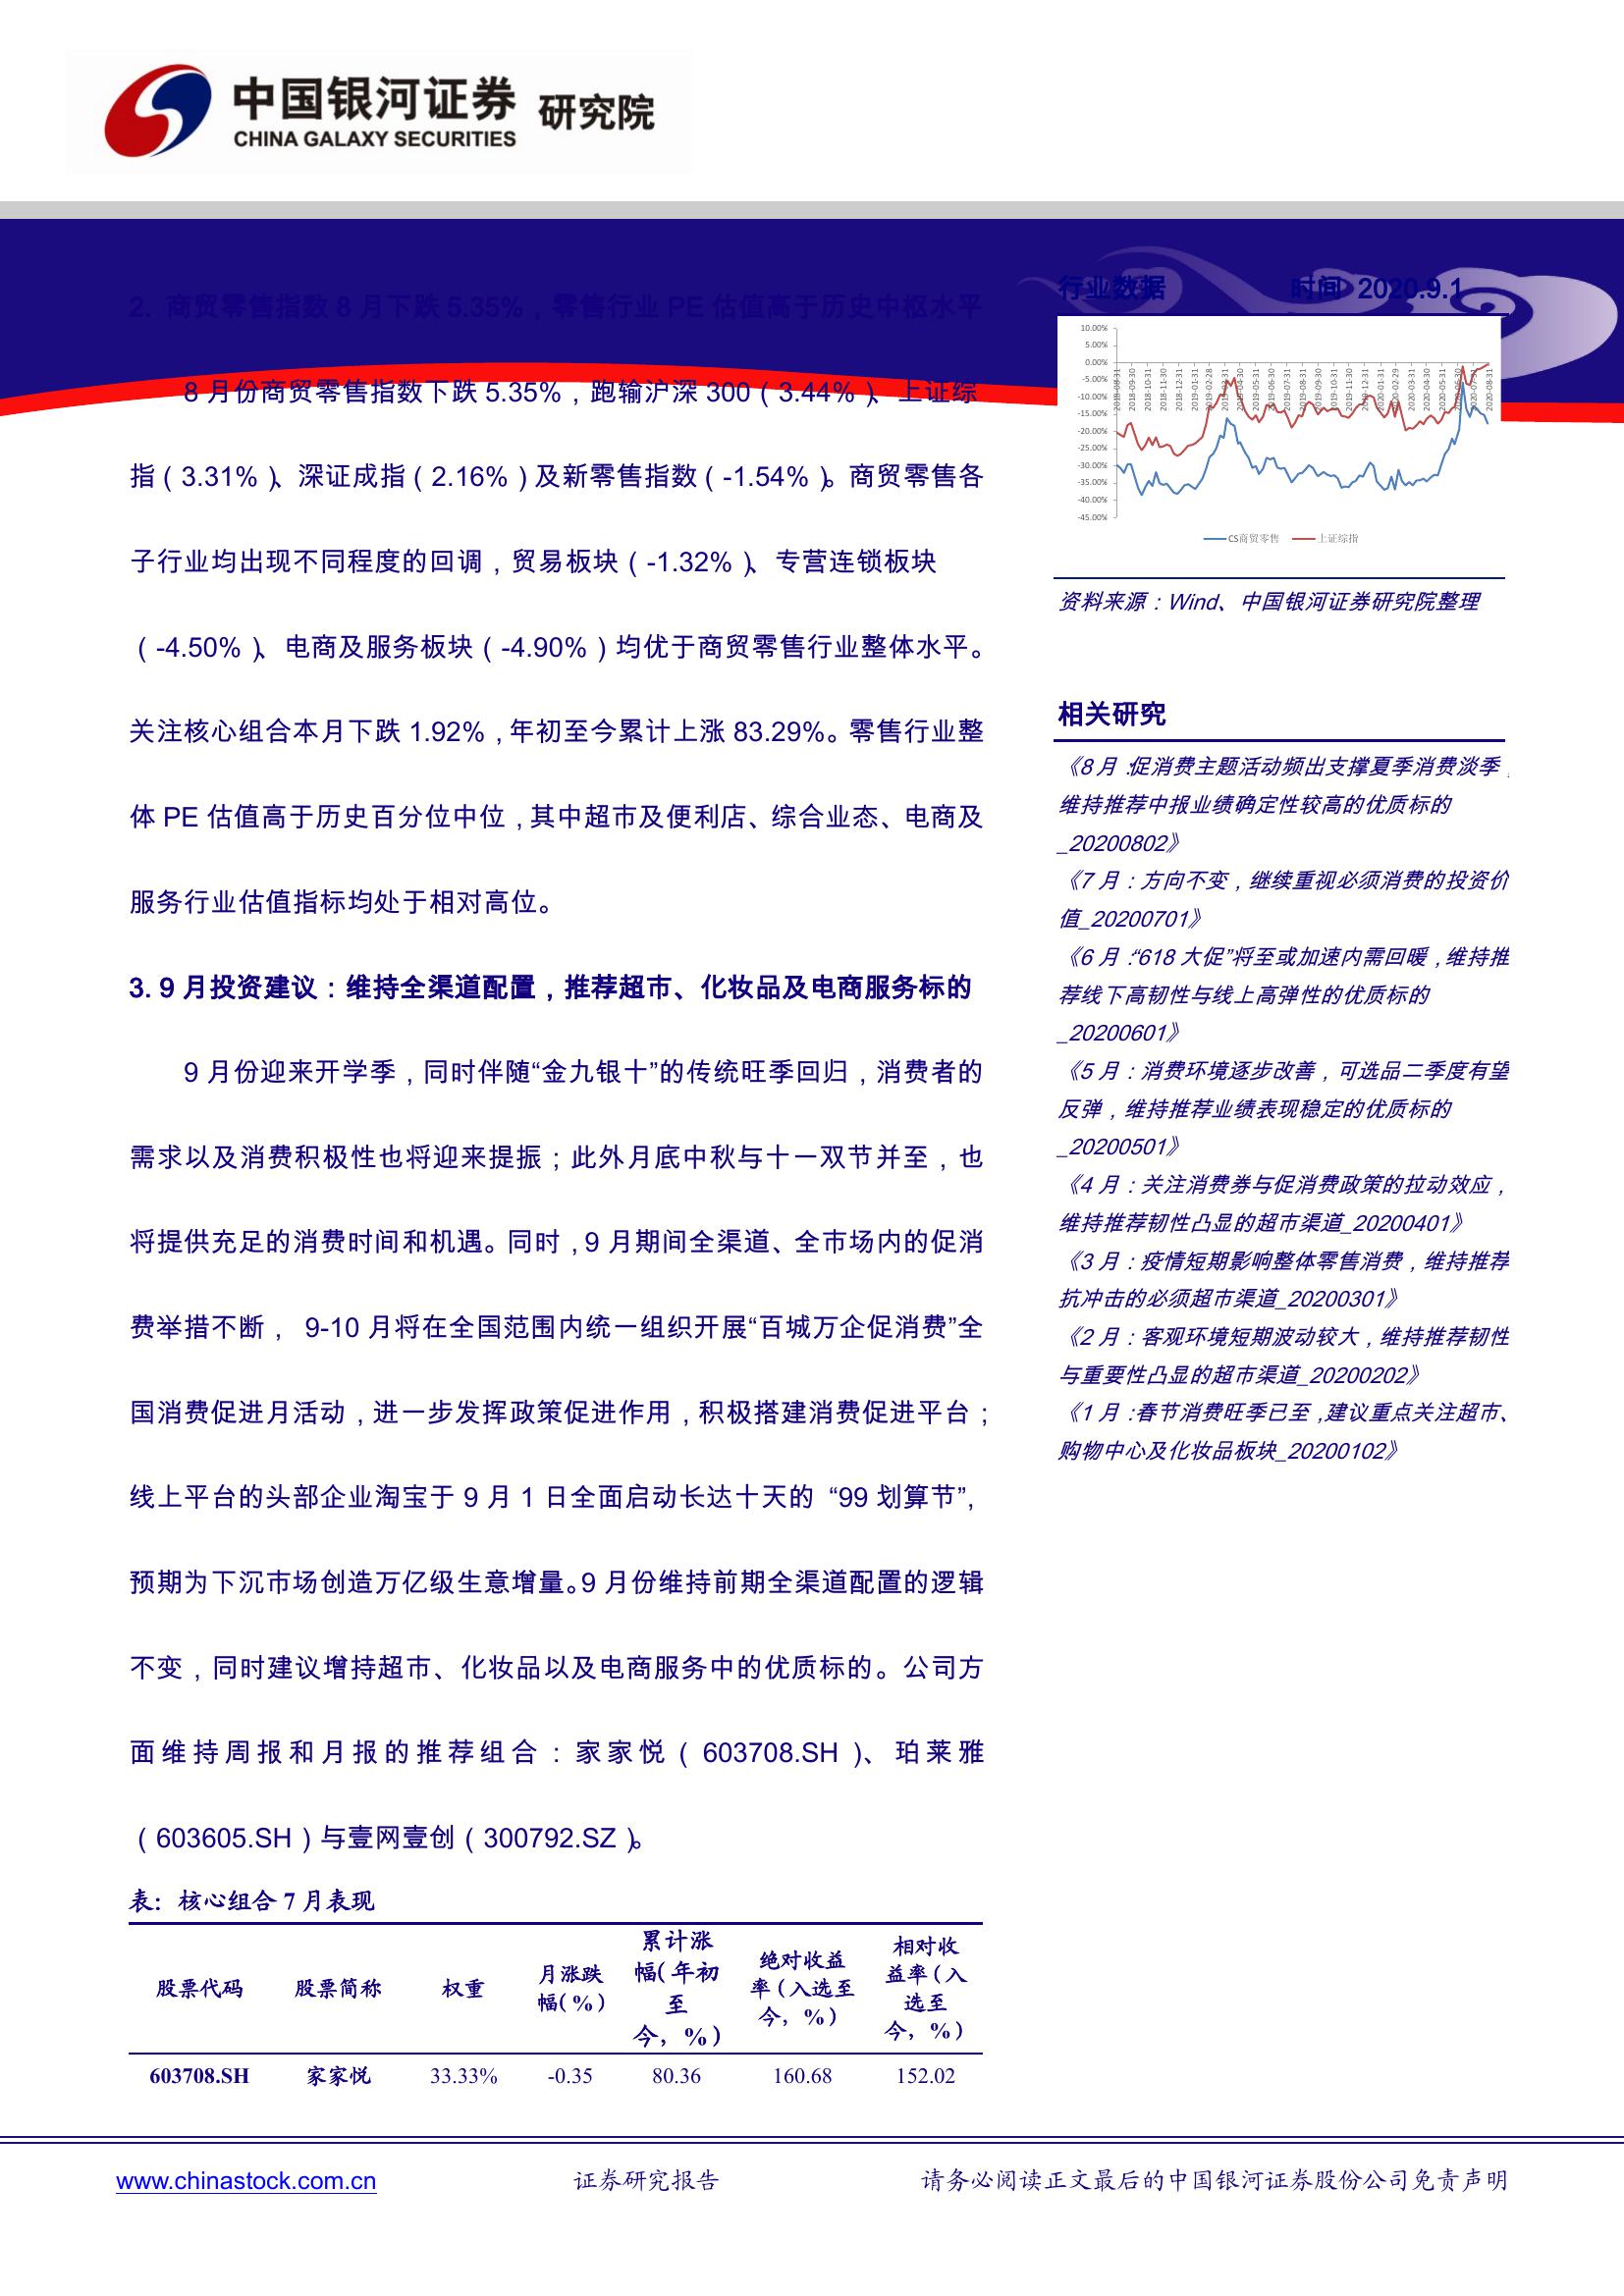 中国银河证券 研究院
CHINA GALAXY SECURITIES
2. 商贸零售指数 8 月下跌 5.35%，零售行业 PE 估值高于历史中枢水平
8 月份商贸零售指数下跌 5.35%，跑输沪深 300（3.44%）、上证综
指（3.31%）、深证成指（2.16%）及新零售指数（-1.54%）。商贸零售各
子行业均出现不同程度的回调，贸易板块（-1.32%）、专营连锁板块
（-4.50%）、电商及服务板块（-4.90%）均优于商贸零售行业整体水平。
关注核心组合本月下跌 1.92%，年初至今累计上涨 83.29%。零售行业整
体 PE 估值高于历史百分位中位，其中超市及便利店、综合业态、电商及
服务行业估值指标均处于相对高位。
3. 9 月投资建议：维持全渠道配置，推荐超市、化妆品及电商服务标的
9 月份迎来开学季，同时伴随“金九银十”的传统旺季回归，消费者的
需求以及消费积极性也将迎来提振；此外月底中秋与十一双节并至，也
将提供充足的消费时间和机遇。同时，9 月期间全渠道、全市场内的促消
费举措不断， 9-10 月将在全国范围内统一组织开展“百城万企促消费”全
国消费促进月活动，进一步发挥政策促进作用，积极搭建消费促进平台；
线上平台的头部企业淘宝于 9 月 1 日全面启动长达十天的 “99 划算节”，
预期为下沉市场创造万亿级生意增量。9 月份维持前期全渠道配置的逻辑
不变，同时建议增持超市、化妆品以及电商服务中的优质标的。公司方
面维持周报和月报的推荐组合：家家悦（603708.SH）、珀莱雅
（603605.SH）与壹网壹创（300792.SZ）。
表：核心组合 7 月表现
股票代码 股票简称 权重 月涨跌幅(%) 累计涨幅(年初至今，%) 绝对收益率(入选至今，%) 相对收益率(入选至今，%)
603708.SH 家家悦 33.33% -0.35 80.36 160.68 152.02
行业数据 时间 2020.9.1
10.00%
5.00%
0.00%
-5.00%
-10.00%
-15.00%
-20.00%
-25.00%
-30.00%
-35.00%
-40.00%
-45.00%
2018-08-31 2018-09-30 2018-10-31 2018-11-30 2018-12-31 2019-01-31 2019-02-28 2019-03-31 2019-04-30 2019-05-31 2019-06-30 2019-07-31 2019-08-31 2019-09-30 2019-10-31 2019-11-30 2019-12-31 2020-01-31 2020-02-29 2020-03-31 2020-04-30 2020-05-31 2020-06-30 2020-07-31 2020-08-31
CS商贸零售 上证综指
资料来源：Wind、中国银河证券研究院整理
相关研究
《8 月：促消费主题活动频出支撑夏季消费淡季，
维持推荐中报业绩确定性较高的优质标的
_20200802》
《7 月：方向不变，继续重视必须消费的投资价
值_20200701》
《6 月：“618 大促”将至或加速内需回暖，维持推
荐线下高韧性与线上高弹性的优质标的
_20200601》
《5 月：消费环境逐步改善，可选品二季度有望
反弹，维持推荐业绩表现稳定的优质标的
_20200501》
《4 月：关注消费券与促消费政策的拉动效应，
维持推荐韧性凸显的超市渠道_20200401》
《3 月：疫情短期影响整体零售消费，维持推荐
抗冲击的必须超市渠道_20200301》
《2 月：客观环境短期波动较大，维持推荐韧性
与重要性凸显的超市渠道_20200202》
《1 月：春节消费旺季已至，建议重点关注超市、
购物中心及化妆品板块_20200102》
www.chinastock.com.cn 证券研究报告 请务必阅读正文最后的中国银河证券股份公司免责声明